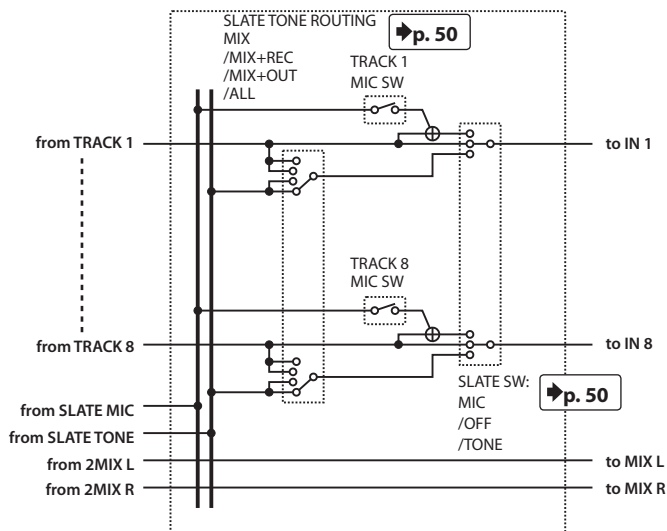 SLATE TONE ROUTING
MIX
/MIX+REC
/MIX+OUT
/ALL
p. 50
TRACK 1
MIC SW
from TRACK 1
to IN 1
TRACK 8
MIC SW
from TRACK 8
to IN 8
SLATE SW:
MIC
/OFF
/TONE
p. 50
from SLATE MIC
from SLATE TONE
from 2MIX L
to MIX L
from 2MIX R
to MIX R